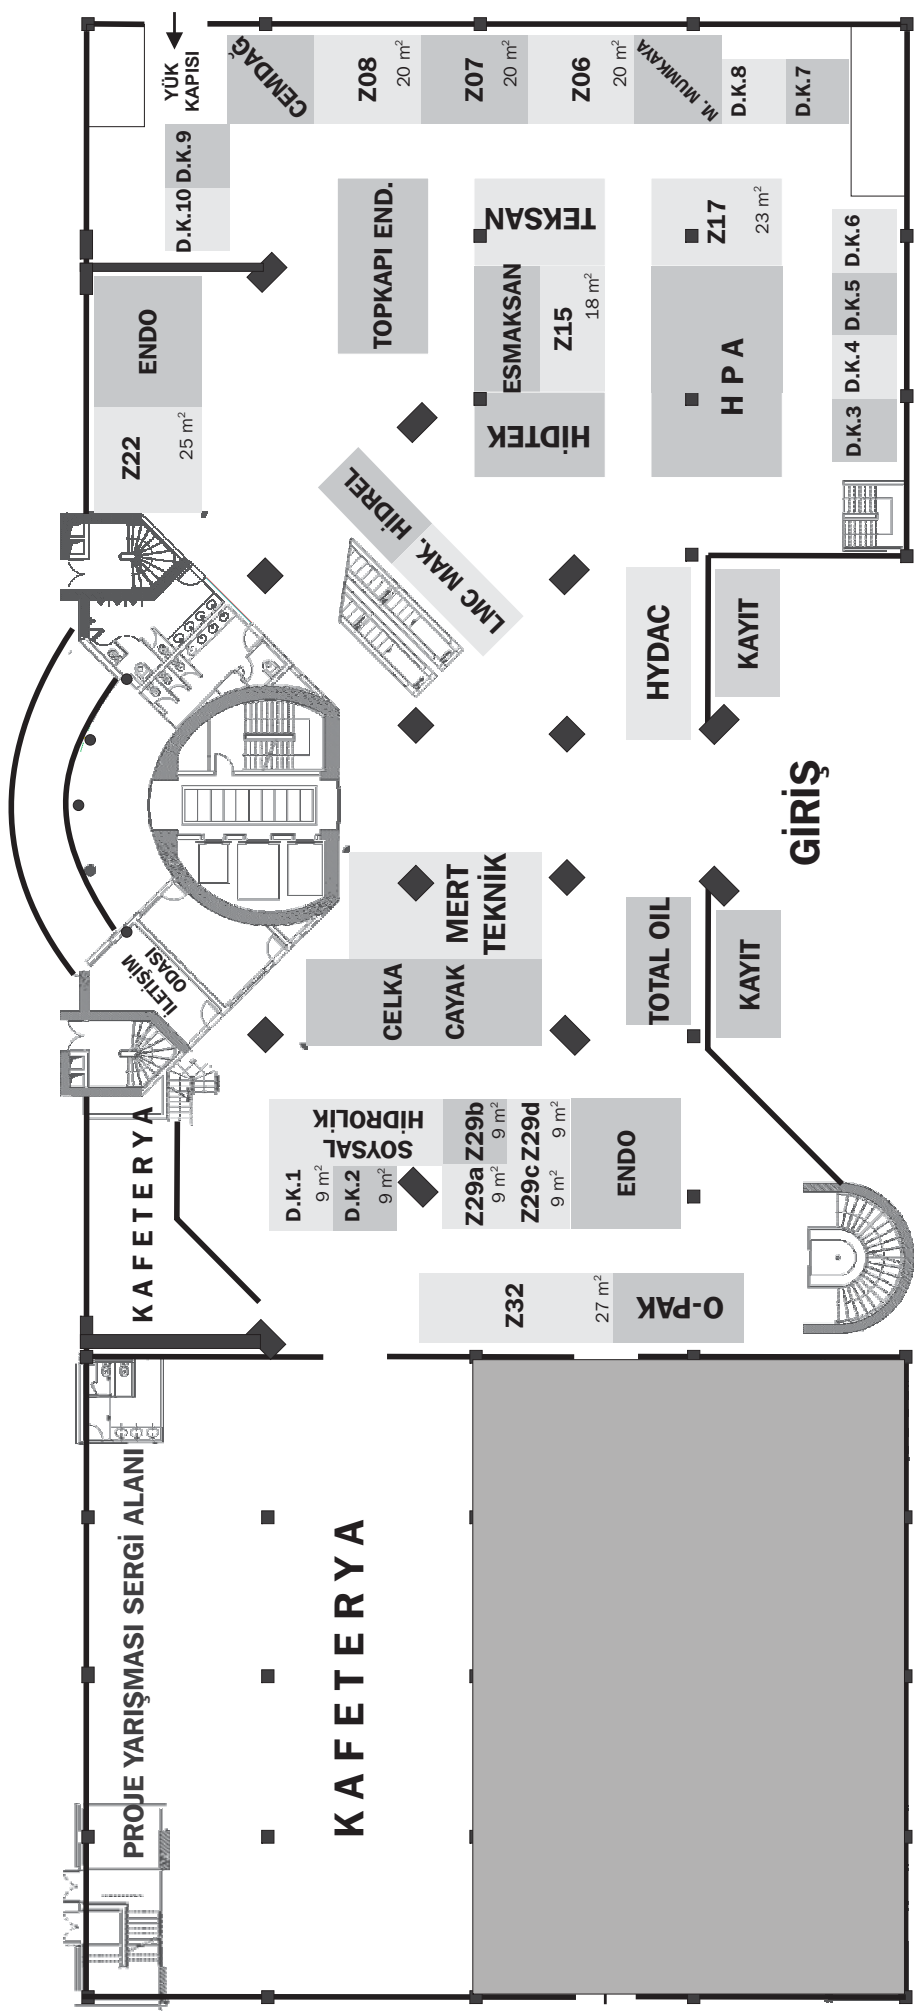 YÜK
KAPISI
CEMDAĞ
Z08
20 m²
Z07
20 m²
Z06
20 m²
M. MUMKAYA
D.K.8
D.K.7
D.K.9
D.K.10
TOPKAPI END.
TEKSAN
Z17
23 m²
D.K.6
D.K.5
D.K.4
D.K.3
ENDO
ESMAKSAN
Z15
18 m²
HPA
HİDTEK
Z22
25 m²
HİDREL
LMC MAK.
HYDAC
KAYIT
GİRİŞ
MERT
TEKNİK
CELKA
CAYAK
TOTAL OIL
KAYIT
İLETİŞİM
ODASI
KAFETERYA
SOYSAL
HİDROLİK
D.K.1
9 m²
D.K.2
9 m²
Z29b
9 m²
Z29d
9 m²
Z29a
9 m²
Z29c
9 m²
ENDO
Z32
27 m²
O-PAK
PROJE YARIŞMASI SERGİ ALANI
KAFETERYA